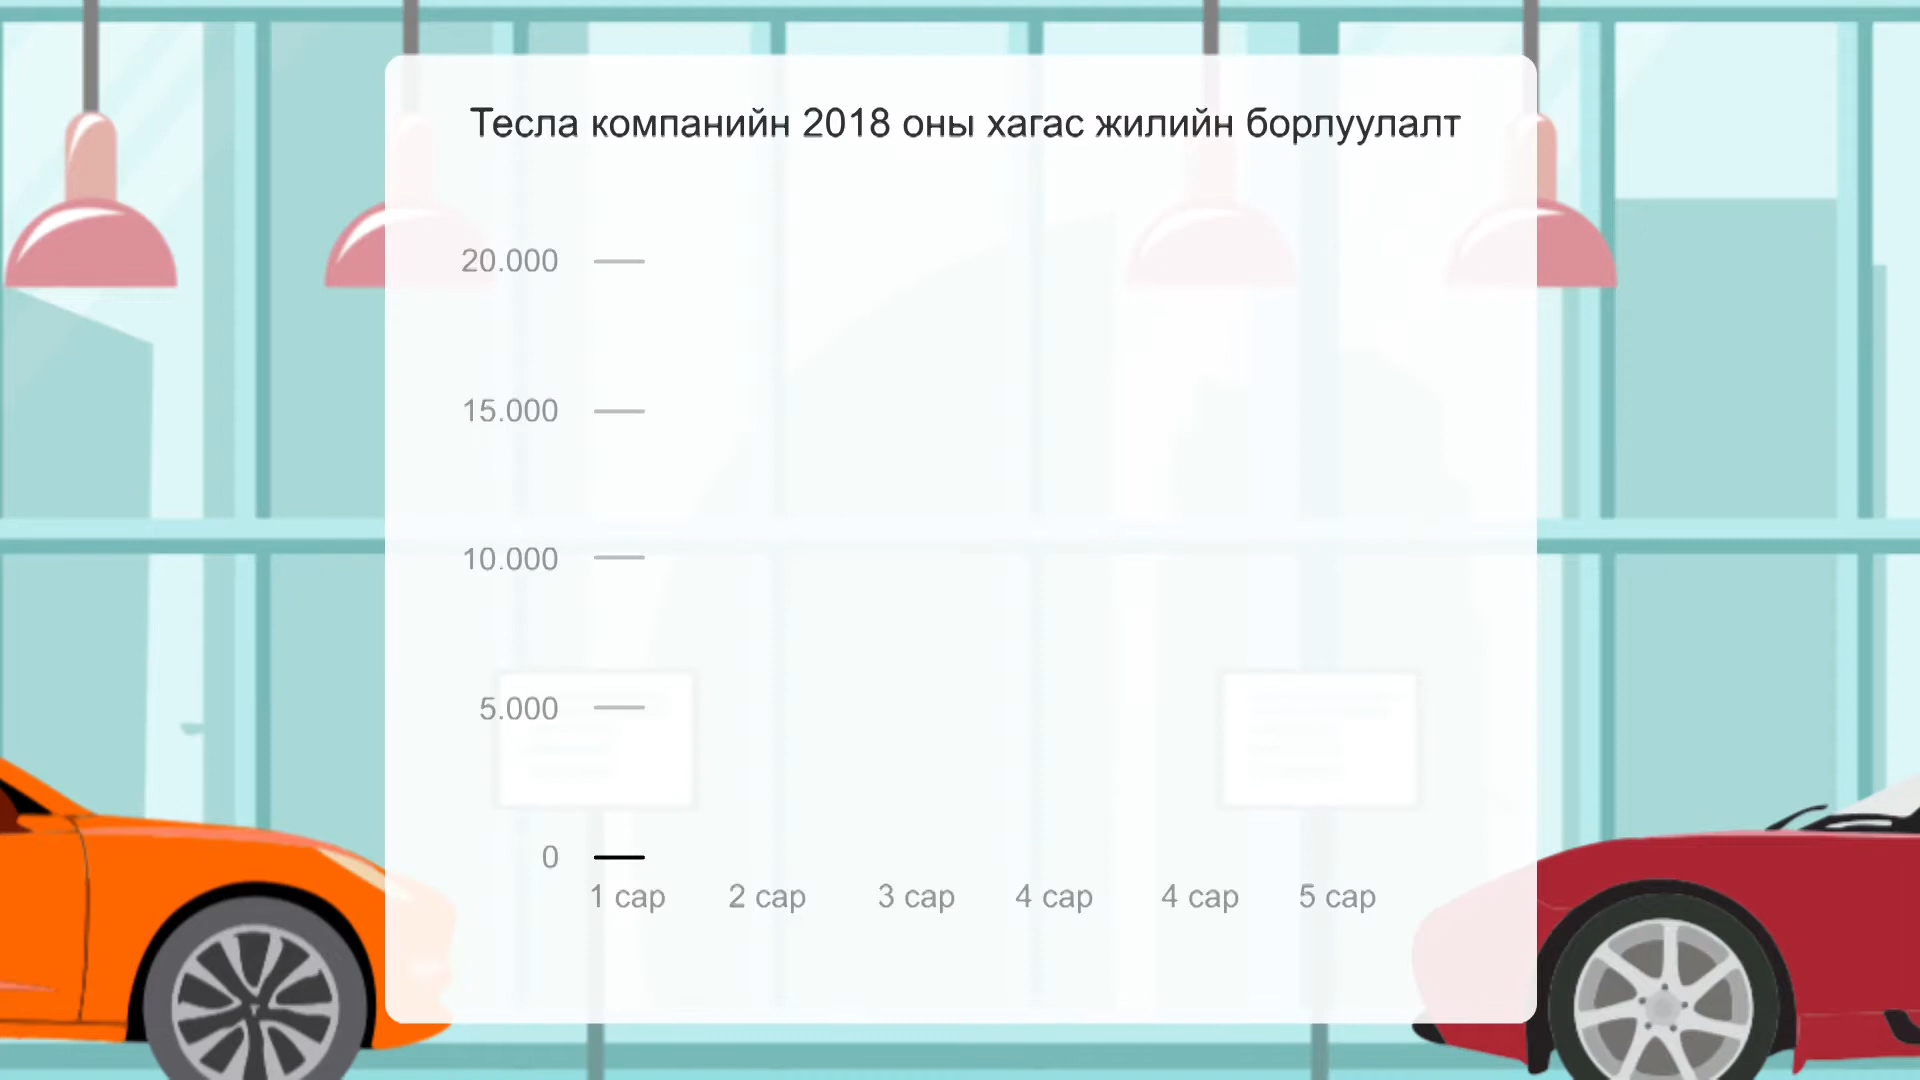 Тесла компанийн 2018 оны хагас жилийн борлуулалт
20.000
15.000
10.000
5.000
0
1 сар 2 сар 3 сар 4 сар 4 сар 5 сар